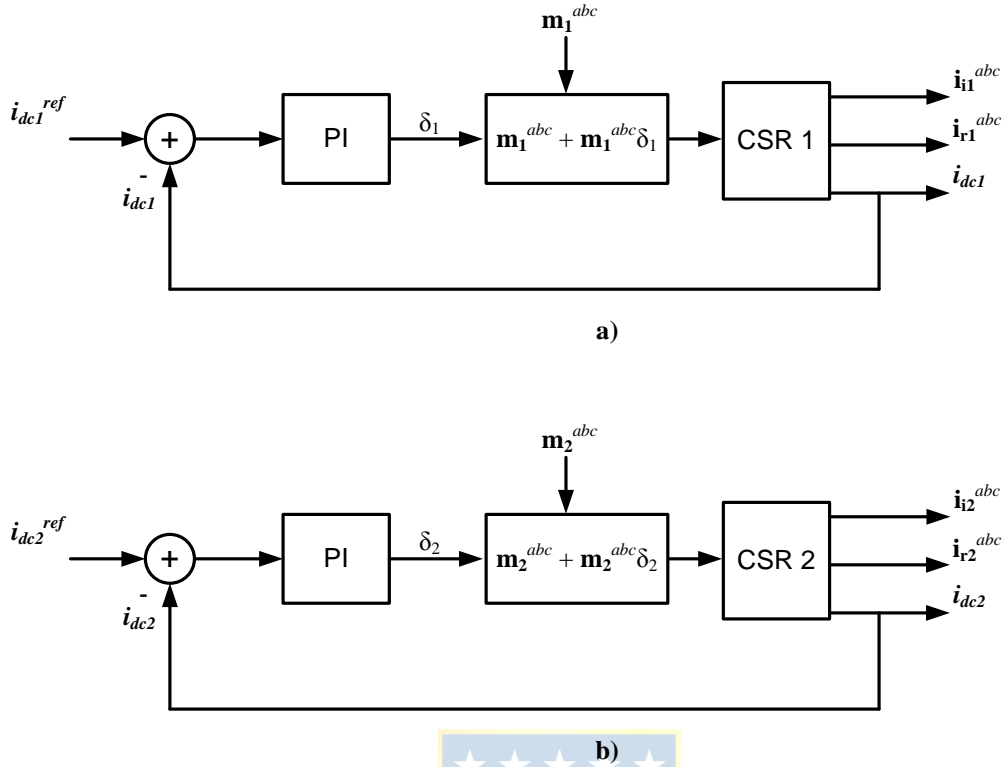 m₁ᵃᵇᶜ
i_dc1^ref
+
PI
δ₁
m₁ᵃᵇᶜ + m₁ᵃᵇᶜδ₁
CSR 1
i_i1^abc
i_r1^abc
i_dc1
-
i_dc1
a)
m₂ᵃᵇᶜ
i_dc2^ref
+
PI
δ₂
m₂ᵃᵇᶜ + m₂ᵃᵇᶜδ₂
CSR 2
i_i2^abc
i_r2^abc
i_dc2
-
i_dc2
b)